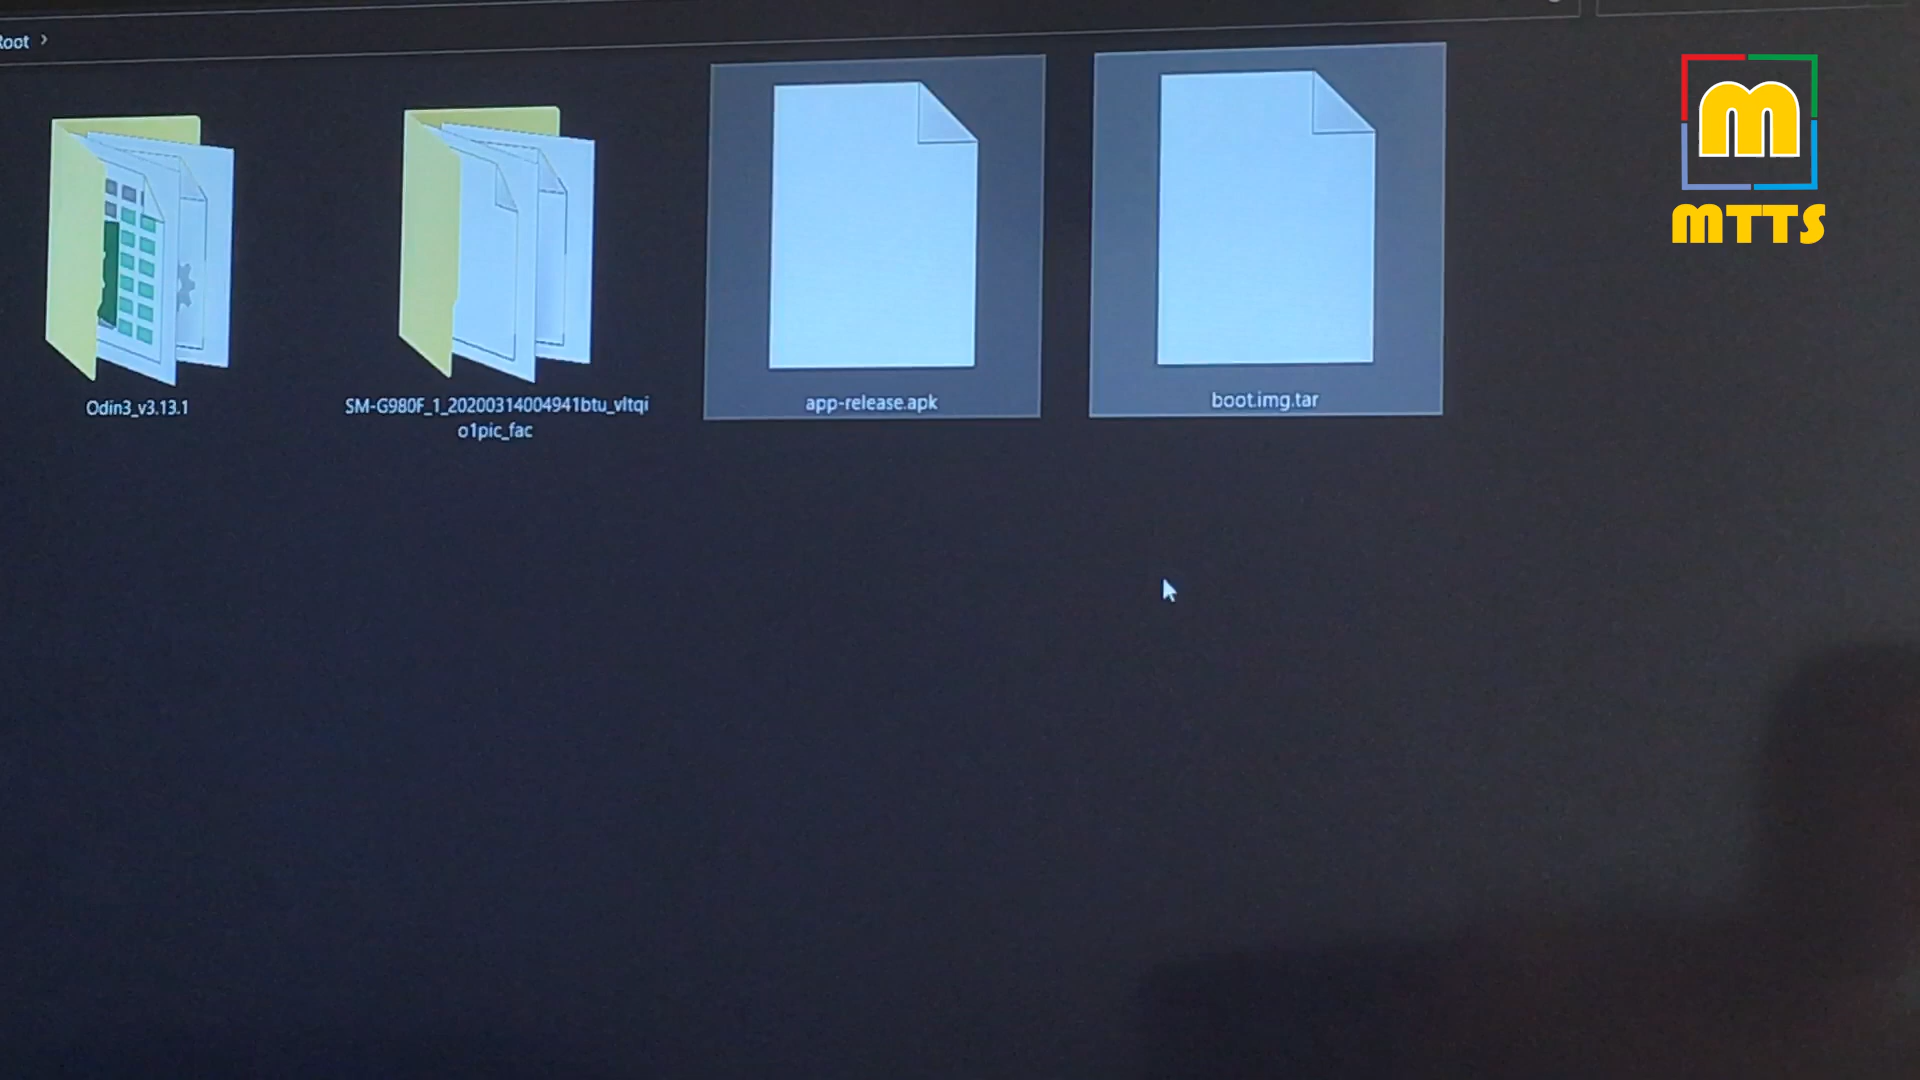 Root >
Odin3_v3.13.1
SM-G980F_1_20200314004941btu_vltqi
o1pic_fac
app-release.apk
boot.img.tar
M
MTTS